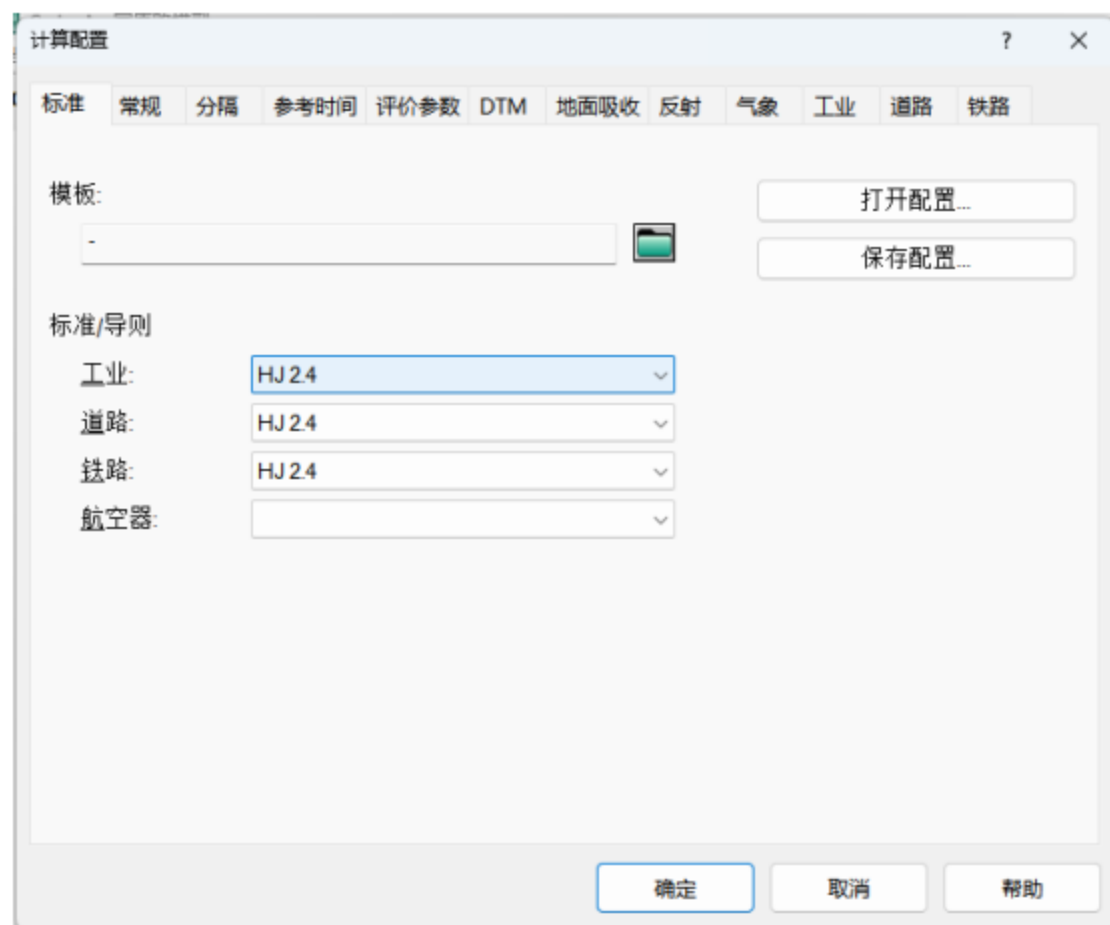 计算配置
?
标准 常规 分隔 参考时间 评价参数 DTM 地面吸收 反射 气象 工业 道路 铁路
模板:
打开配置...
-
保存配置...
标准/导则
工业: HJ 2.4
道路: HJ 2.4
铁路: HJ 2.4
航空器:
确定 取消 帮助